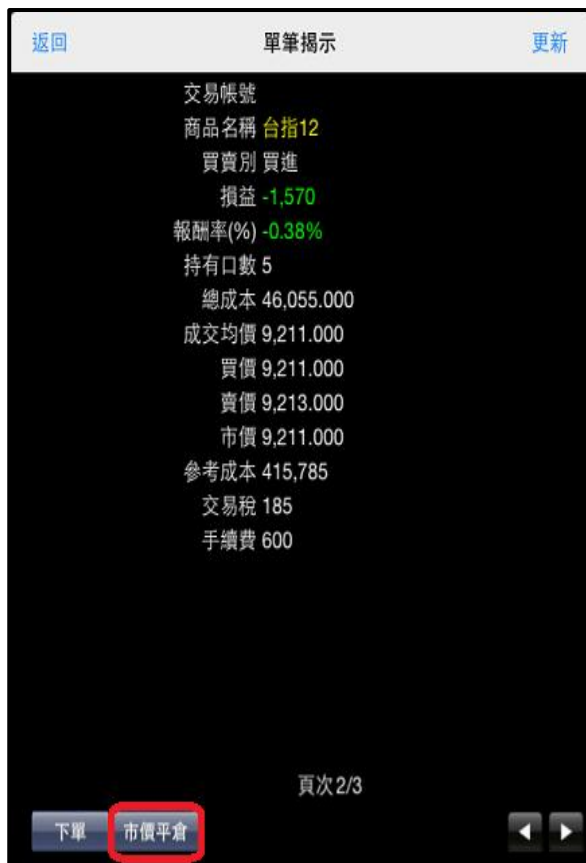 返回 單筆揭示 更新
交易帳號
商品名稱 台指12
買賣別 買進
損益 -1,570
報酬率(%) -0.38%
持有口數 5
總成本 46,055.000
成交均價 9,211.000
買價 9,211.000
賣價 9,213.000
市價 9,211.000
參考成本 415,785
交易稅 185
手續費 600
頁次 2/3
下單 市價平倉